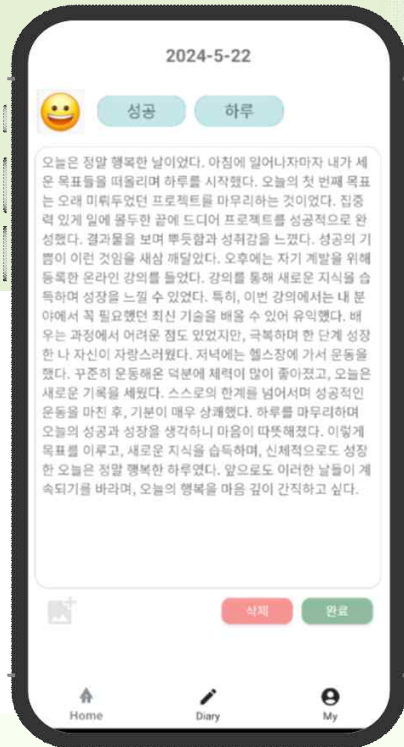 2024-5-22
성공 하루
오늘은 정말 행복한 날이었다. 아침에 일어나자마자 내가 세
운 목표들을 떠올리며 하루를 시작했다. 오늘의 첫 번째 목표
는 오래 미뤄두었던 프로젝트를 마무리하는 것이었다. 집중
력 있게 일에 몰두한 끝에 드디어 프로젝트를 성공적으로 완
성했다. 결과물을 보며 뿌듯함과 성취감을 느꼈다. 성공의 기
쁨이 이런 것임을 새삼 깨달았다. 오후에는 자기 계발을 위해
등록한 온라인 강의를 들었다. 강의를 통해 새로운 지식을 습
득하며 성장을 느낄 수 있었다. 특히, 이번 강의에서는 내 분
야에서 꼭 필요했던 최신 기술을 배울 수 있어 유익했다. 배
우는 과정에서 어려운 점도 있었지만, 극복하며 한 단계 성장
한 나 자신이 자랑스러웠다. 저녁에는 헬스장에 가서 운동을
했다. 꾸준히 운동해온 덕분에 체력이 많이 좋아졌고, 오늘은
새로운 기록을 세웠다. 스스로의 한계를 넘어서며 성공적인
운동을 마친 후, 기분이 매우 상쾌했다. 하루를 마무리하며
오늘의 성공과 성장을 생각하니 마음이 따뜻해졌다. 이렇게
목표를 이루고, 새로운 지식을 습득하며, 신체적으로도 성장
한 오늘은 정말 행복한 하루였다. 앞으로도 이러한 날들이 계
속되기를 바라며, 오늘의 행복을 마음 깊이 간직하고 싶다.
삭제 완료
Home Diary My